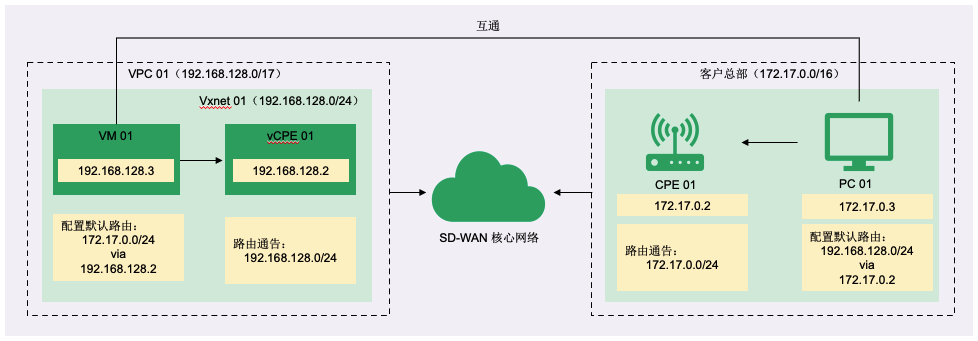 互通
VPC 01（192.168.128.0/17）
Vxnet 01（192.168.128.0/24）
VM 01
192.168.128.3
vCPE 01
192.168.128.2
配置默认路由：
172.17.0.0/24
via
192.168.128.2
路由通告：
192.168.128.0/24
SD-WAN 核心网络
客户总部（172.17.0.0/16）
CPE 01
172.17.0.2
路由通告：
172.17.0.0/24
PC 01
172.17.0.3
配置默认路由：
192.168.128.0/24
via
172.17.0.2